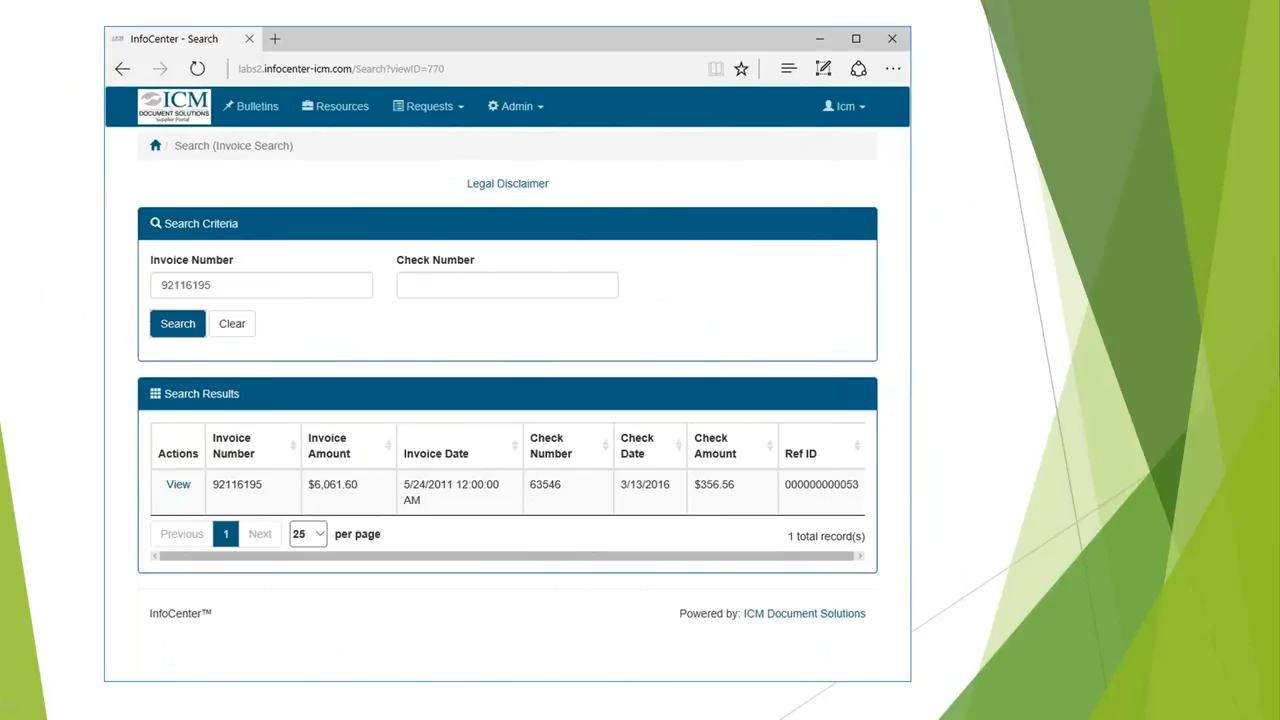 InfoCenter - Search
labs2.infocenter-icm.com/Search?viewID=770
ICM
DOCUMENT SOLUTIONS
Supplier Portal
Bulletins Resources Requests Admin Icm
Search (Invoice Search)
Legal Disclaimer
Search Criteria
Invoice Number Check Number
92116195
Search Clear
Search Results
Actions Invoice Number Invoice Amount Invoice Date Check Number Check Date Check Amount Ref ID
View 92116195 $6,061.60 5/24/2011 12:00:00 AM 63546 3/13/2016 $356.56 000000000053
Previous 1 Next 25 per page 1 total record(s)
InfoCenter™ Powered by: ICM Document Solutions